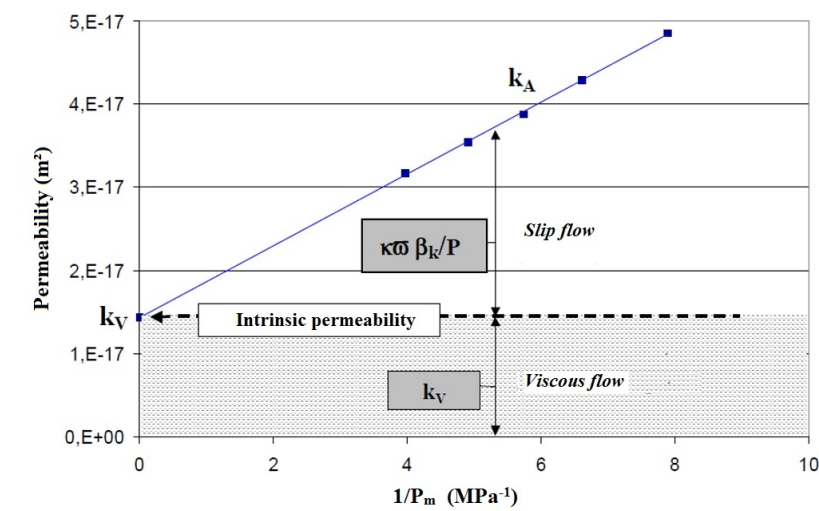 5,E-17
4,E-17
3,E-17
2,E-17
1,E-17
0,E+00
Permeability (m²)
k_A
κϖ β_k/P
Slip flow
k_V
Intrinsic permeability
k_V
Viscous flow
0 2 4 6 8 10
1/P_m (MPa⁻¹)